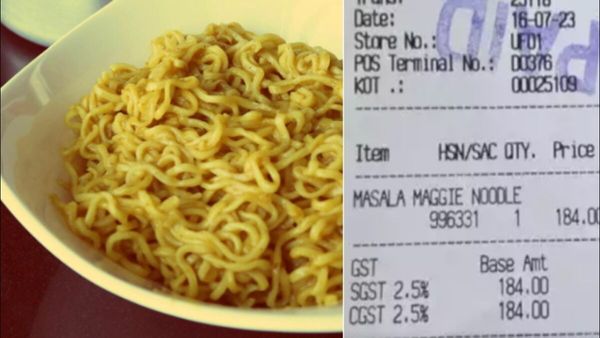 Date: 16-07-23
Store No.: UF01
POS Terminal No.: D0376
KOT .: 00025109
PAID
Item HSN/SAC QTY. Price
MASALA MAGGIE NOODLE
996331 1 184.00
GST Base Amt
SGST 2.5% 184.00
CGST 2.5% 184.00